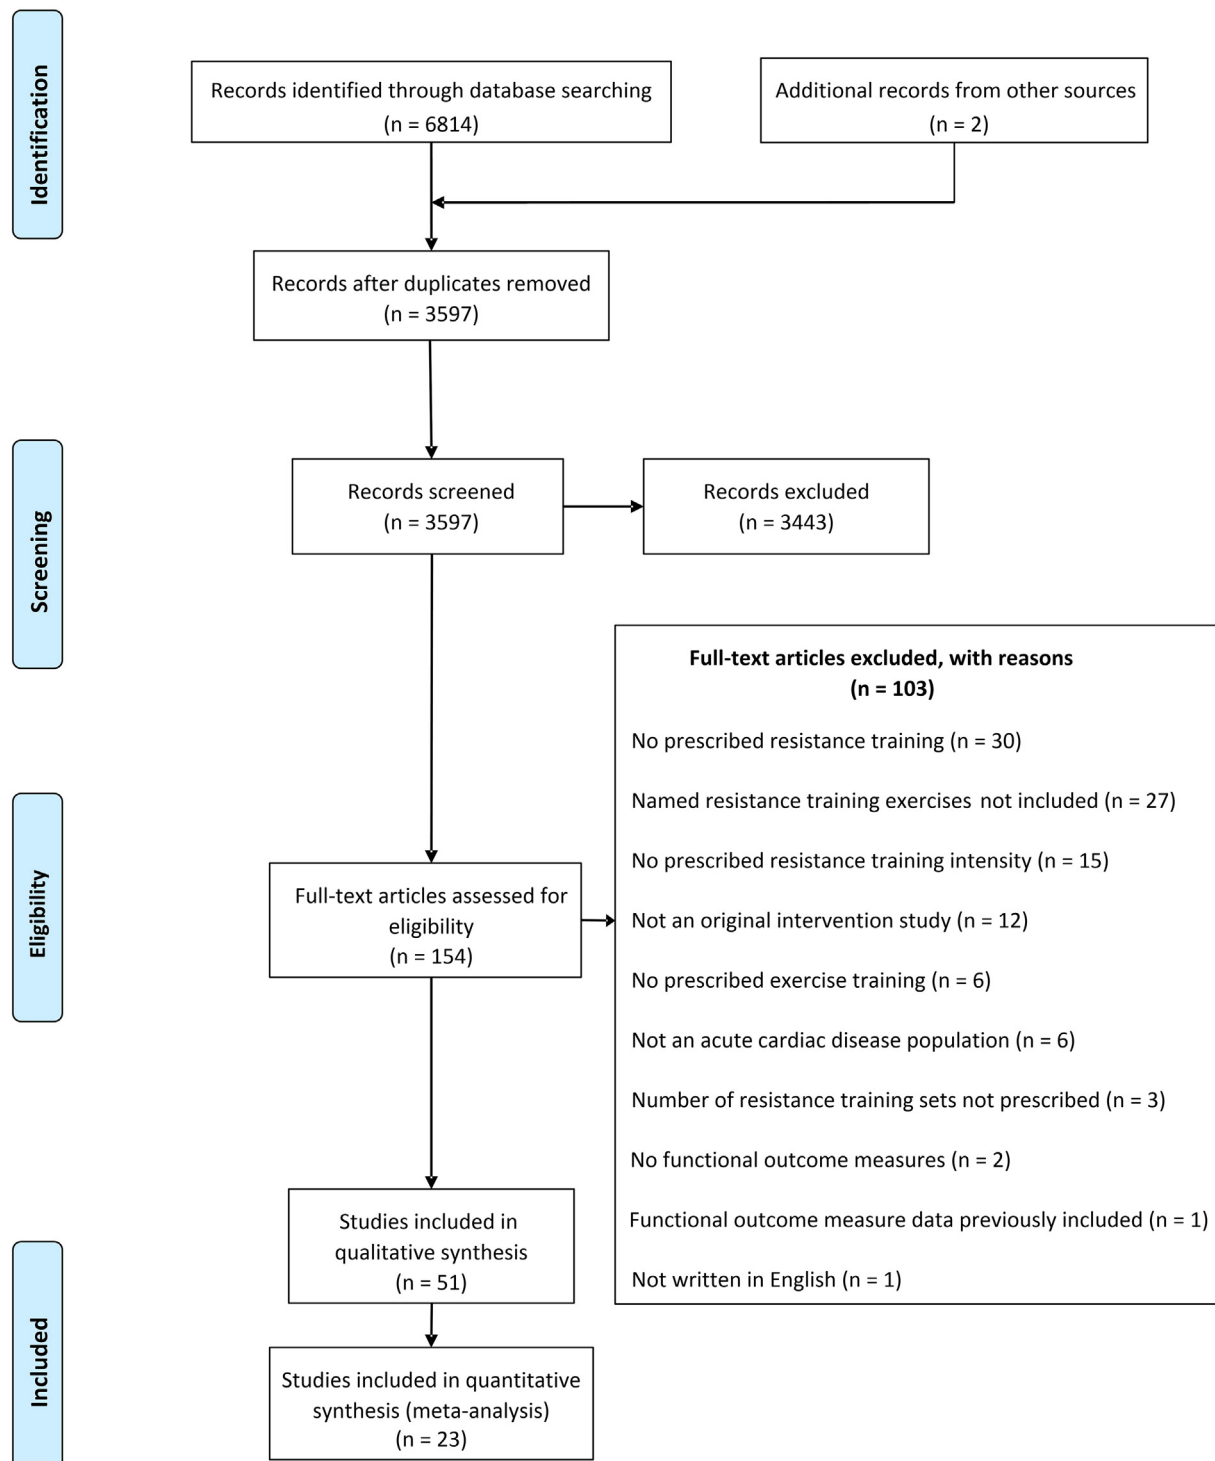 Identification
Records identified through database searching
(n = 6814)
Additional records from other sources
(n = 2)
Records after duplicates removed
(n = 3597)
Screening
Records screened
(n = 3597)
Records excluded
(n = 3443)
Eligibility
Full-text articles assessed for
eligibility
(n = 154)
Full-text articles excluded, with reasons
(n = 103)
No prescribed resistance training (n = 30)
Named resistance training exercises not included (n = 27)
No prescribed resistance training intensity (n = 15)
Not an original intervention study (n = 12)
No prescribed exercise training (n = 6)
Not an acute cardiac disease population (n = 6)
Number of resistance training sets not prescribed (n = 3)
No functional outcome measures (n = 2)
Functional outcome measure data previously included (n = 1)
Not written in English (n = 1)
Included
Studies included in
qualitative synthesis
(n = 51)
Studies included in quantitative
synthesis (meta-analysis)
(n = 23)